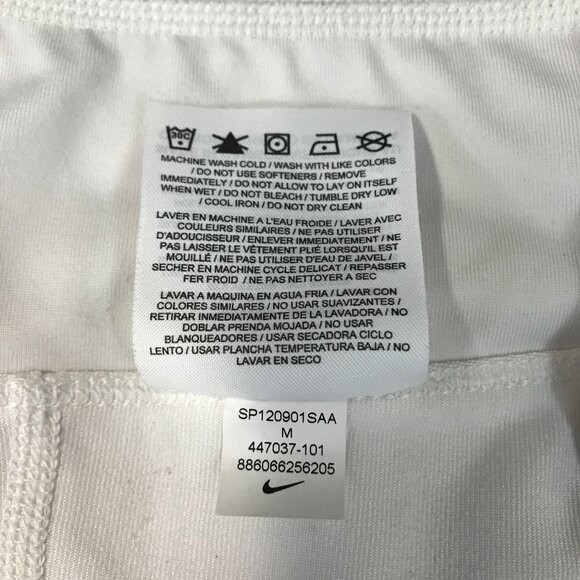 30C
MACHINE WASH COLD / WASH WITH LIKE COLORS
/ DO NOT USE SOFTENERS / REMOVE
IMMEDIATELY / DO NOT ALLOW TO LAY ON ITSELF
WHEN WET / DO NOT BLEACH / TUMBLE DRY LOW
/ COOL IRON / DO NOT DRY CLEAN
LAVER EN MACHINE A L'EAU FROIDE / LAVER AVEC
COULEURS SIMILAIRES / NE PAS UTILISER
D'ADOUCISSEUR / ENLEVER IMMÉDIATEMENT / NE
PAS LAISSER LE VÊTEMENT PLIÉ LORSQU'IL EST
MOUILLÉ / NE PAS UTILISER D'EAU DE JAVEL /
SECHER EN MACHINE CYCLE DELICAT / REPASSER
FER FROID / NE PAS NETTOYER A SEC
LAVAR A MAQUINA EN AGUA FRIA / LAVAR CON
COLORES SIMILARES / NO USAR SUAVIZANTES /
RETIRAR INMEDIATAMENTE DE LA LAVADORA / NO
DOBLAR PRENDA MOJADA / NO USAR
BLANQUEADORES / USAR SECADORA CICLO
LENTO / USAR PLANCHA TEMPERATURA BAJA / NO
LAVAR EN SECO
SP120901SAA
M
447037-101
886066256205